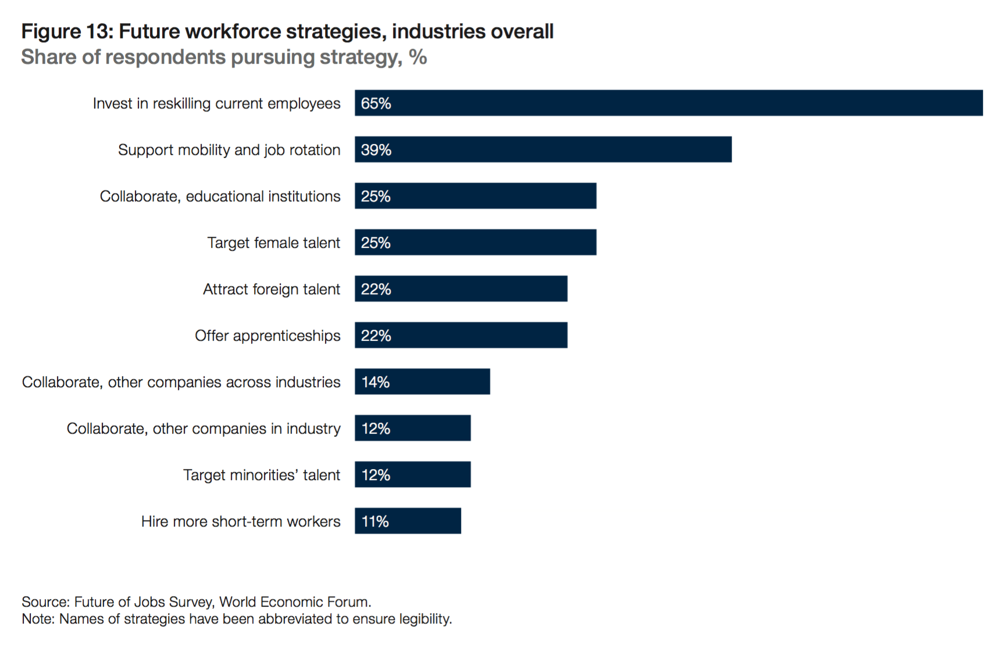 Figure 13: Future workforce strategies, industries overall
Share of respondents pursuing strategy, %
Invest in reskilling current employees 65%
Support mobility and job rotation 39%
Collaborate, educational institutions 25%
Target female talent 25%
Attract foreign talent 22%
Offer apprenticeships 22%
Collaborate, other companies across industries 14%
Collaborate, other companies in industry 12%
Target minorities’ talent 12%
Hire more short-term workers 11%
Source: Future of Jobs Survey, World Economic Forum.
Note: Names of strategies have been abbreviated to ensure legibility.